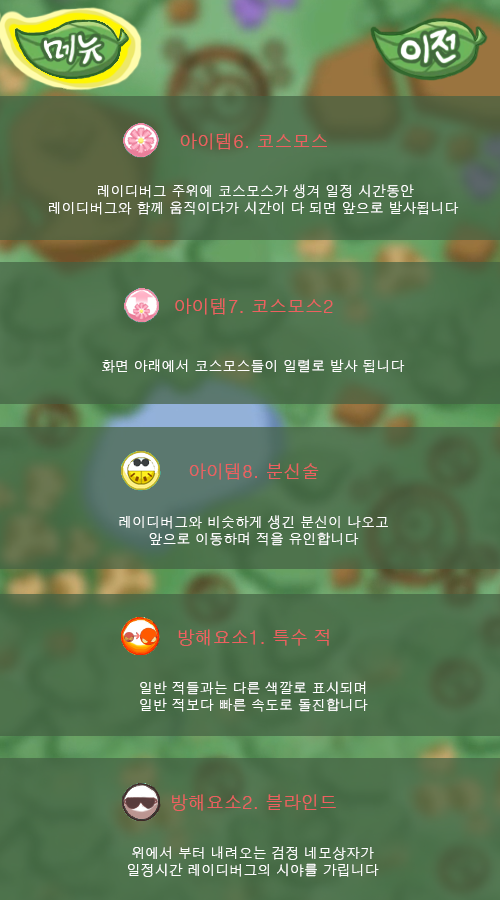 메뉴
이전
아이템6. 코스모스
레이디버그 주위에 코스모스가 생겨 일정 시간동안
레이디버그와 함께 움직이다가 시간이 다 되면 앞으로 발사됩니다
아이템7. 코스모스2
화면 아래에서 코스모스들이 일렬로 발사 됩니다
아이템8. 분신술
레이디버그와 비슷하게 생긴 분신이 나오고
앞으로 이동하며 적을 유인합니다
방해요소1. 특수 적
일반 적들과는 다른 색깔로 표시되며
일반 적보다 빠른 속도로 돌진합니다
방해요소2. 블라인드
위에서 부터 내려오는 검정 네모상자가
일정시간 레이디버그의 시야를 가립니다